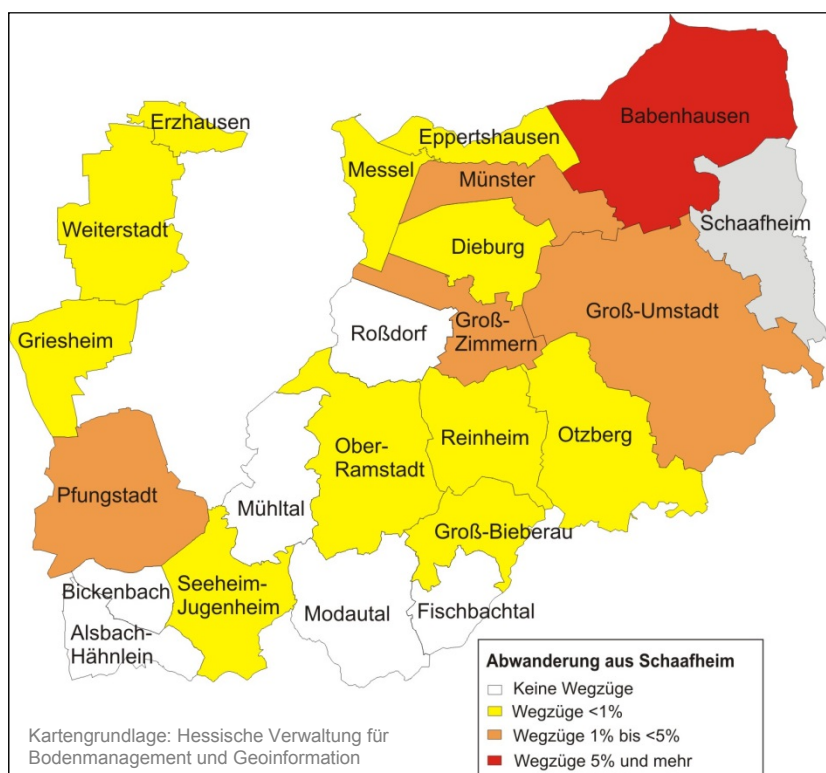 Erzhausen
Eppertshausen
Babenhausen
Messel
Münster
Schaafheim
Weiterstadt
Dieburg
Groß-Umstadt
Griesheim
Roßdorf
Groß-
Zimmern
Ober-
Ramstadt
Reinheim
Otzberg
Pfungstadt
Mühltal
Groß-Bieberau
Bickenbach
Seeheim-
Jugenheim
Modautal
Fischbachtal
Alsbach-
Hähnlein
Abwanderung aus Schaafheim
Keine Wegzüge
Wegzüge <1%
Wegzüge 1% bis <5%
Wegzüge 5% und mehr
Kartengrundlage: Hessische Verwaltung für
Bodenmanagement und Geoinformation